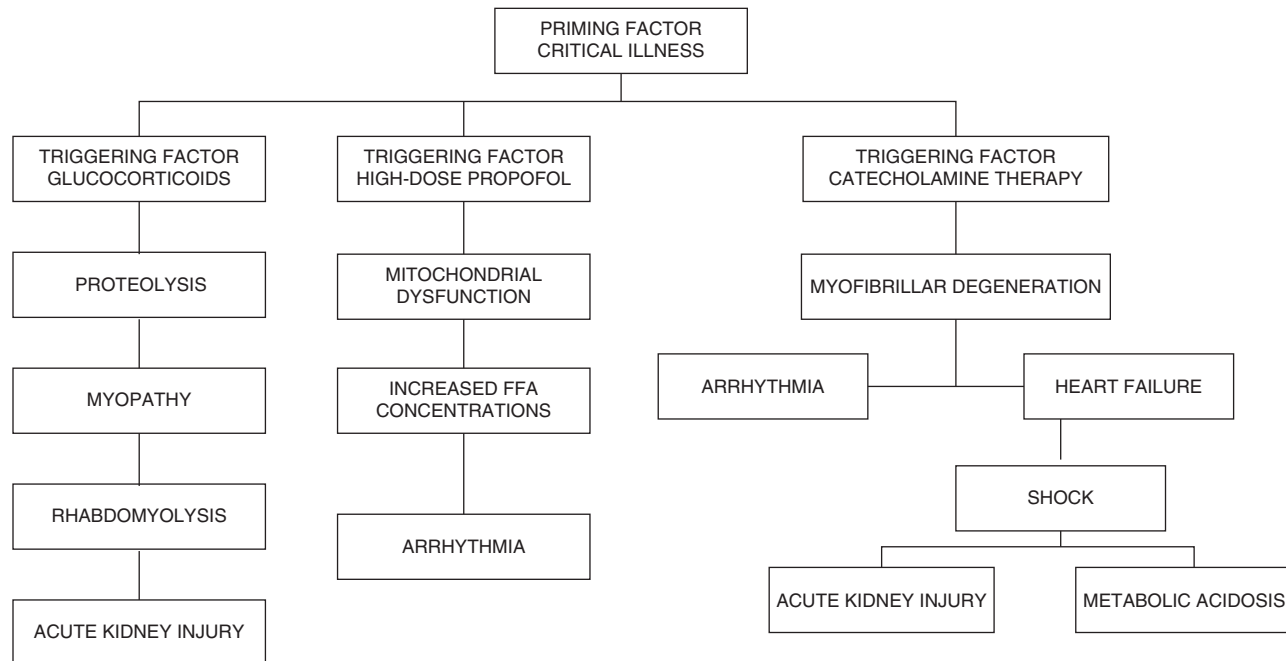 PRIMING FACTOR
CRITICAL ILLNESS
TRIGGERING FACTOR
GLUCOCORTICOIDS
TRIGGERING FACTOR
HIGH-DOSE PROPOFOL
TRIGGERING FACTOR
CATECHOLAMINE THERAPY
PROTEOLYSIS
MITOCHONDRIAL
DYSFUNCTION
MYOFIBRILLAR DEGENERATION
MYOPATHY
INCREASED FFA
CONCENTRATIONS
ARRHYTHMIA
HEART FAILURE
RHABDOMYOLYSIS
ARRHYTHMIA
SHOCK
ACUTE KIDNEY INJURY
ACUTE KIDNEY INJURY
METABOLIC ACIDOSIS